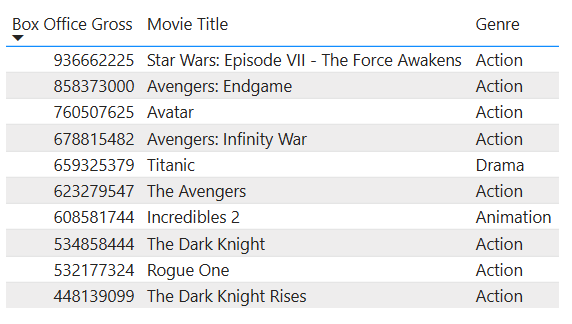 Box Office Gross Movie Title Genre
936662225 Star Wars: Episode VII - The Force Awakens Action
858373000 Avengers: Endgame Action
760507625 Avatar Action
678815482 Avengers: Infinity War Action
659325379 Titanic Drama
623279547 The Avengers Action
608581744 Incredibles 2 Animation
534858444 The Dark Knight Action
532177324 Rogue One Action
448139099 The Dark Knight Rises Action